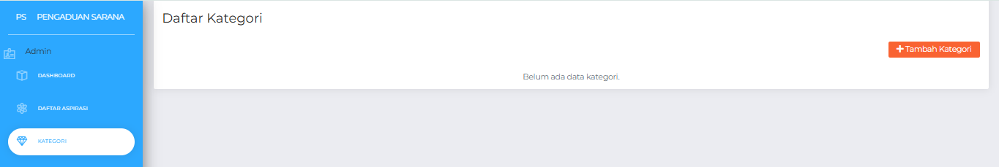 PS PENGADUAN SARANA
Admin
DASHBOARD
DAFTAR ASPIRASI
KATEGORI
Daftar Kategori
Tambah Kategori
Belum ada data kategori.